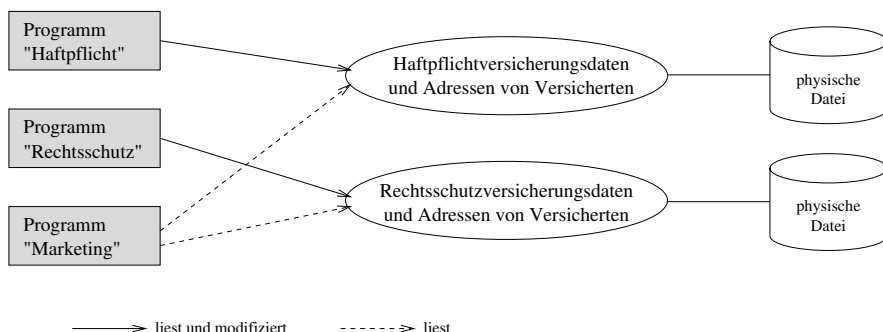 Programm
"Haftpflicht"
Haftpflichtversicherungsdaten
und Adressen von Versicherten
physische
Datei
Programm
"Rechtsschutz"
Rechtsschutzversicherungsdaten
und Adressen von Versicherten
physische
Datei
Programm
"Marketing"
liest und modifiziert
liest